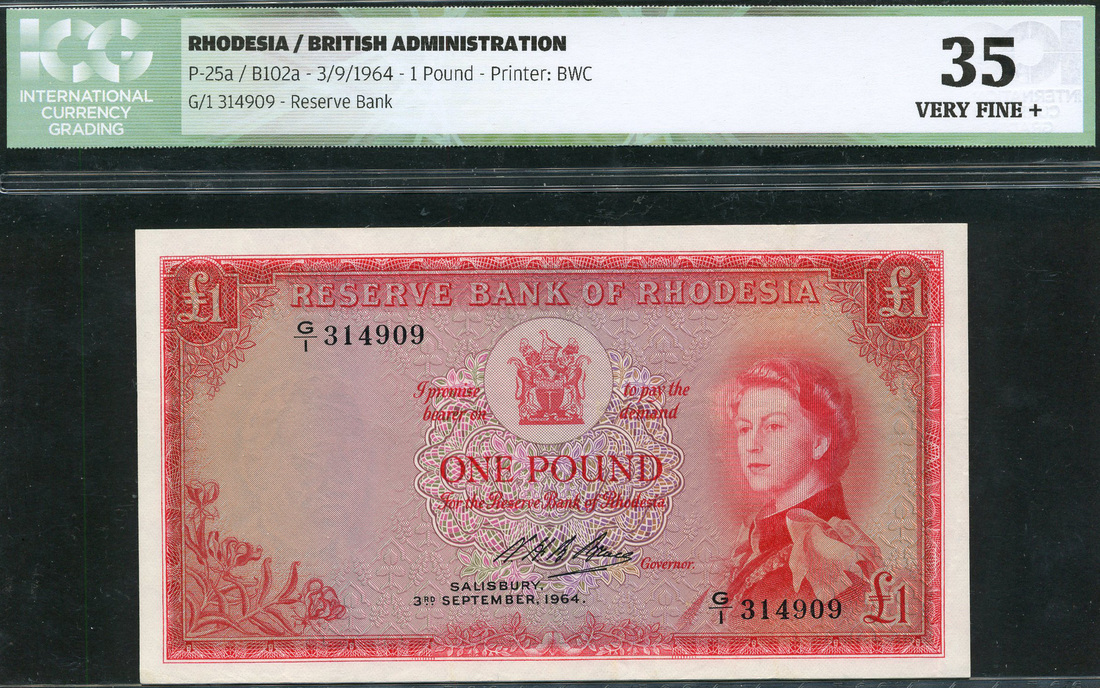 ICG
INTERNATIONAL
CURRENCY
GRADING
RHODESIA / BRITISH ADMINISTRATION
P-25a / B102a - 3/9/1964 - 1 Pound - Printer: BWC
G/1 314909 - Reserve Bank
35
VERY FINE +
£1
RESERVE BANK OF RHODESIA
£1
G/1 314909
I promise to pay the
bearer on demand
ONE POUND
For the Reserve Bank of Rhodesia
Governor.
SALISBURY,
3RD SEPTEMBER, 1964.
G/1 314909
£1